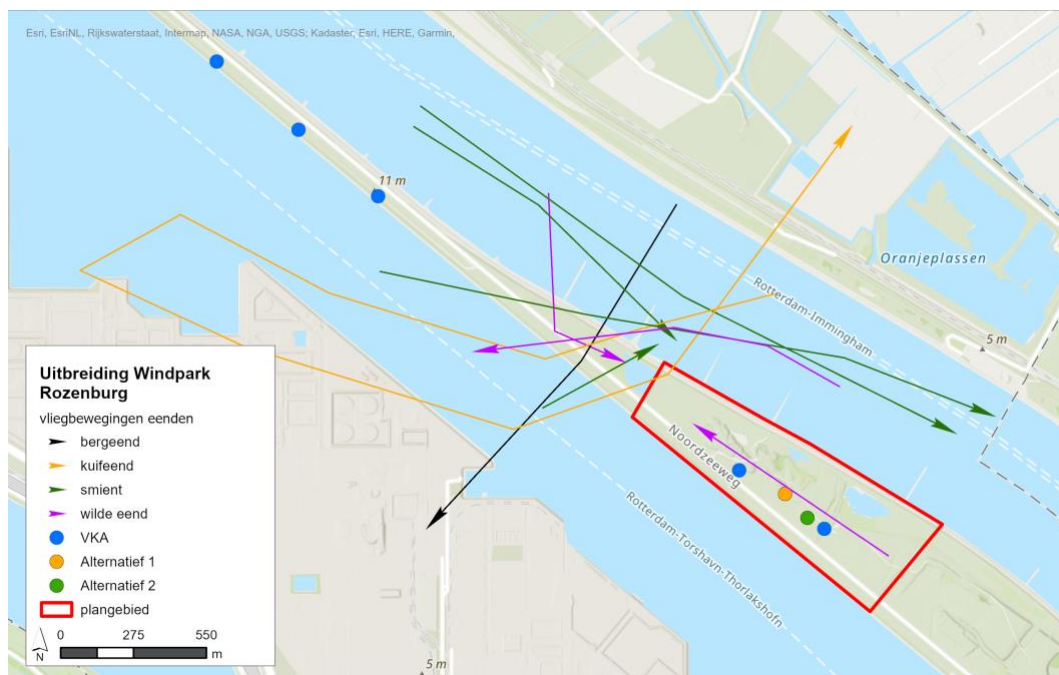 Esri, EsriNL, Rijkswaterstaat, Intermap, NASA, NGA, USGS; Kadaster, Esri, HERE, Garmin,
11 m
Oranjeplassen
Rotterdam-Immingham
5 m
Noordzeeweg
Rotterdam-Torshavn-Thorlakshofn
5 m
Uitbreiding Windpark
Rozenburg
vliegbewegingen eenden
bergeend
kuifeend
smient
wilde eend
VKA
Alternatief 1
Alternatief 2
plangebied
0 275 550
m
N